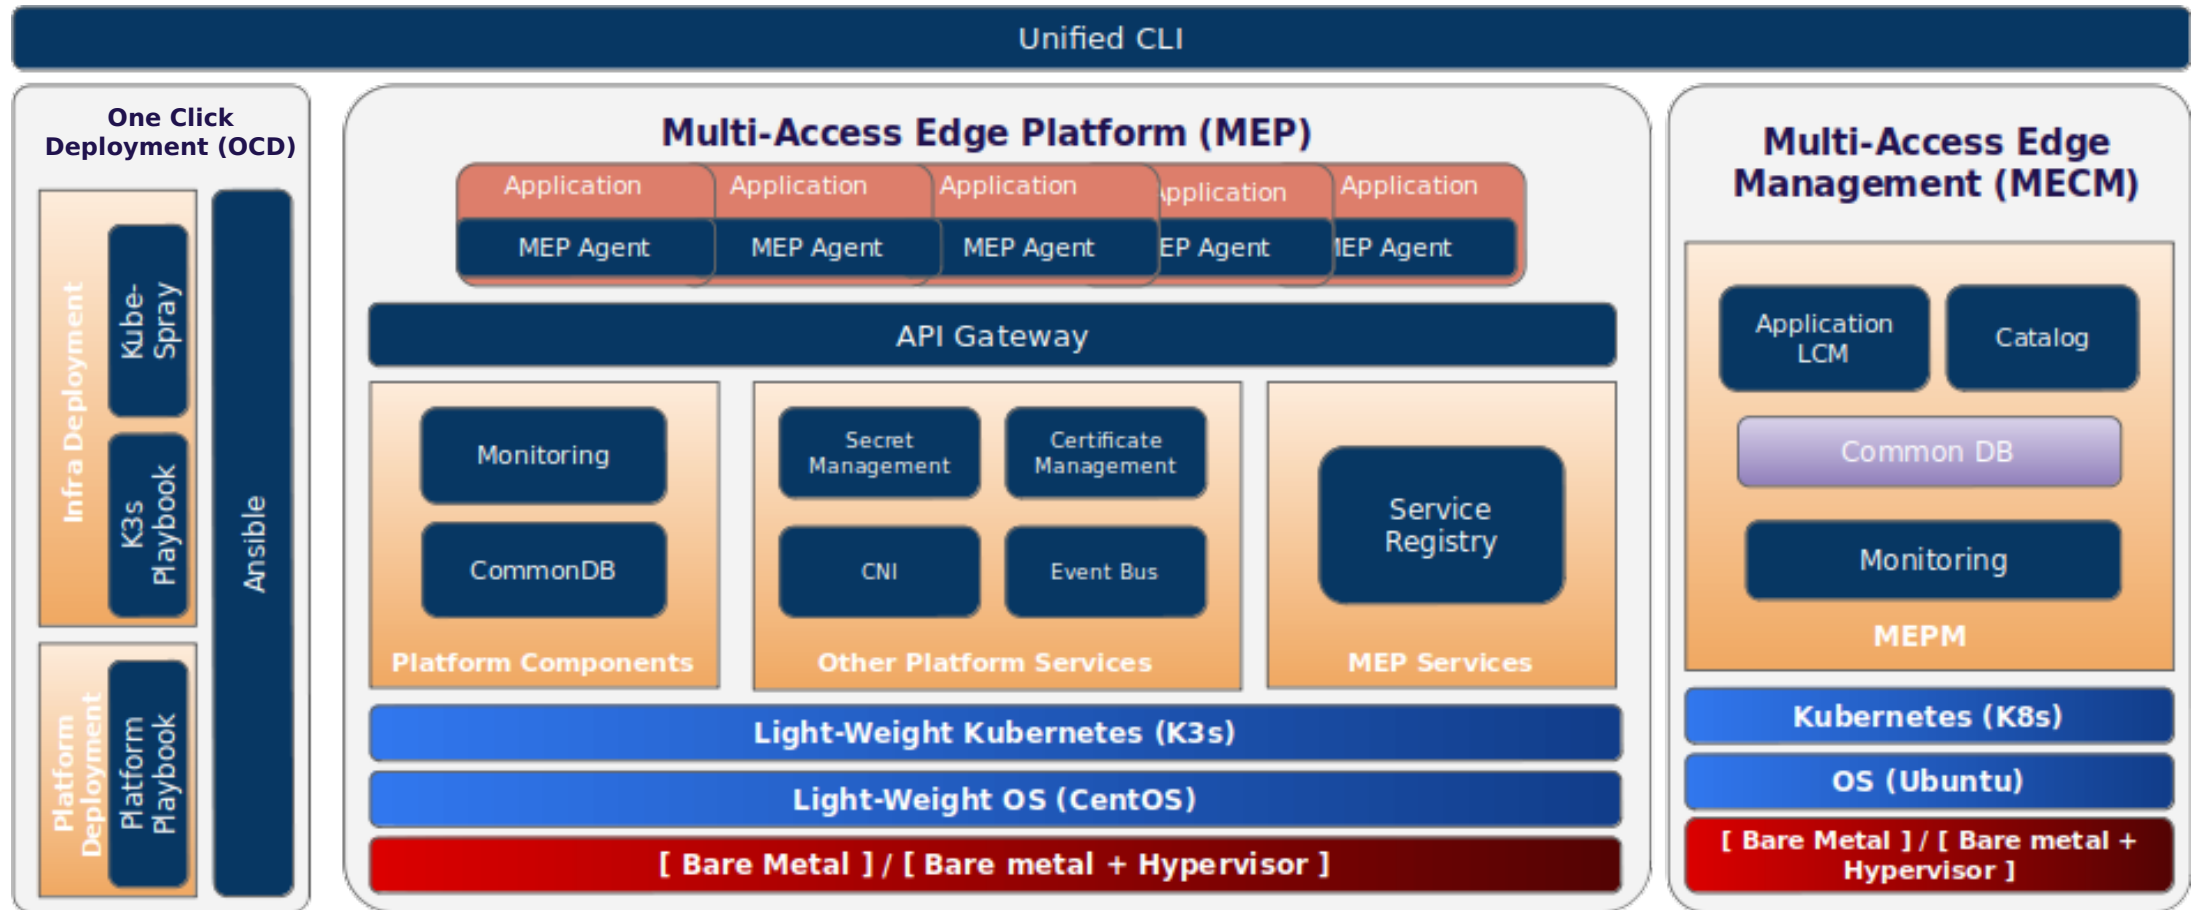 Unified CLI
One Click
Deployment (OCD)
Infra Deployment
Kube-
Spray
K3s
Playbook
Platform
Deployment
Platform
Playbook
Ansible
Multi-Access Edge Platform (MEP)
Application
Application
Application
Application
Application
MEP Agent
MEP Agent
MEP Agent
EP Agent
MEP Agent
API Gateway
Monitoring
CommonDB
Platform Components
Secret
Management
Certificate
Management
CNI
Event Bus
Other Platform Services
Service
Registry
MEP Services
Light-Weight Kubernetes (K3s)
Light-Weight OS (CentOS)
[ Bare Metal ] / [ Bare metal + Hypervisor ]
Multi-Access Edge
Management (MECM)
Application
LCM
Catalog
Common DB
Monitoring
MEPM
Kubernetes (K8s)
OS (Ubuntu)
[ Bare Metal ] / [ Bare metal +
Hypervisor ]